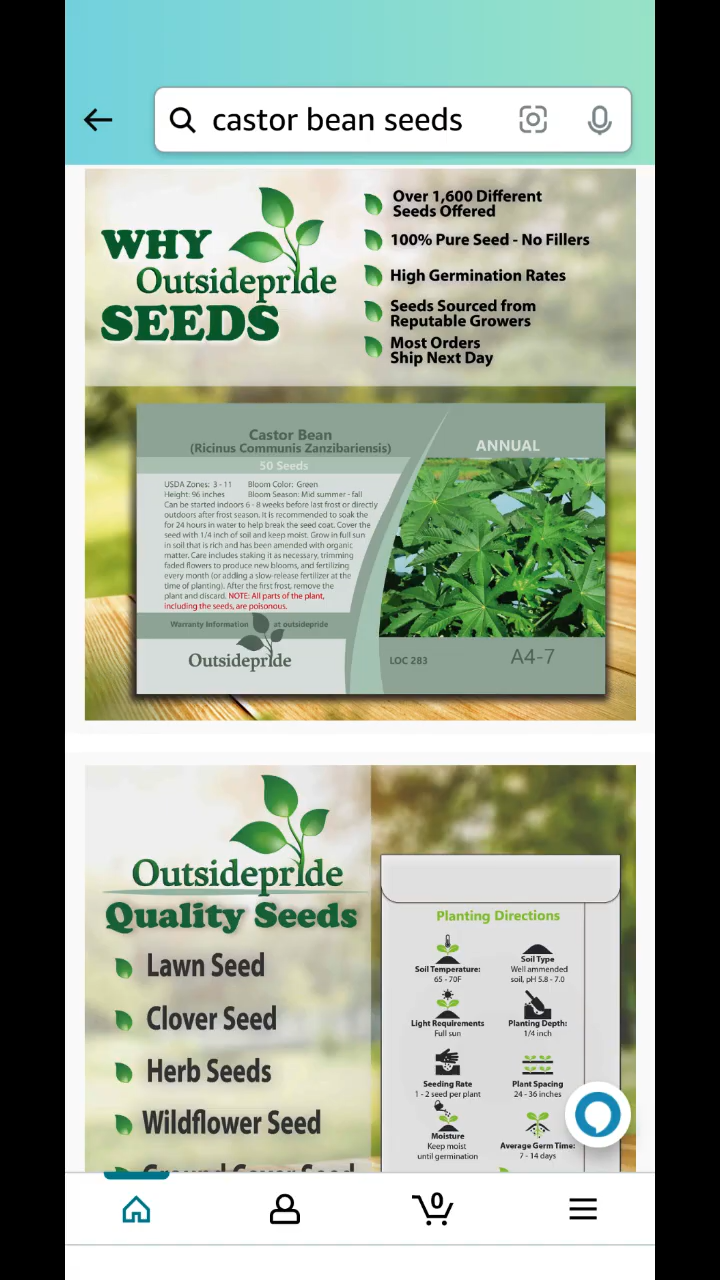 castor bean seeds
WHY
Outsidepride
SEEDS
Over 1,600 Different
Seeds Offered
100% Pure Seed - No Fillers
High Germination Rates
Seeds Sourced from
Reputable Growers
Most Orders
Ship Next Day
Castor Bean
(Ricinus Communis Zanzibariensis)
50 Seeds
ANNUAL
USDA Zones: 3 - 11 Bloom Color: Green
Height: 96 inches Bloom Season: Mid summer - fall
Can be started indoors 6 - 8 weeks before last frost or directly
outdoors after frost season. It is recommended to soak the
for 24 hours in water to help break the seed coat. Cover the
seed with 1/4 inch of soil and keep moist. Grow in full sun
in soil that is rich and has been amended with organic
matter. Care includes staking it as necessary, trimming
faded flowers to produce new blooms, and fertilizing
every month (or adding a slow-release fertilizer at the
time of planting). After the first frost, remove the
plant and discard. NOTE: All parts of the plant,
including the seeds, are poisonous.
Warranty Information at outsidepride
Outsidepride
LOC 283
A4-7
Outsidepride
Quality Seeds
Lawn Seed
Clover Seed
Herb Seeds
Wildflower Seed
Ground Cover Seed
Planting Directions
Soil Temperature:
65 - 70F
Soil Type
Well ammended
soil, pH 5.8 - 7.0
Light Requirements
Full sun
Planting Depth:
1/4 inch
Seeding Rate
1 - 2 seed per plant
Plant Spacing
24 - 36 inches
Moisture
Keep moist
until germination
Average Germ Time:
7 - 14 days
0